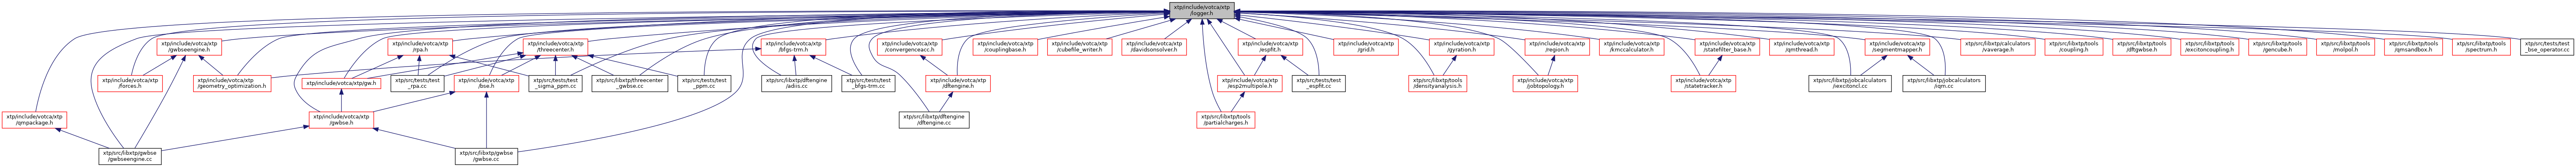 xtp/include/votca/xtp
/logger.h
xtp/include/votca/xtp
/gwbseengine.h
xtp/include/votca/xtp
/rpa.h
xtp/include/votca/xtp
/threecenter.h
xtp/include/votca/xtp
/bfgs-trm.h
xtp/include/votca/xtp
/convergenceacc.h
xtp/include/votca/xtp
/couplingbase.h
xtp/include/votca/xtp
/cubefile_writer.h
xtp/include/votca/xtp
/davidsonsolver.h
xtp/include/votca/xtp
/espfit.h
xtp/include/votca/xtp
/grid.h
xtp/include/votca/xtp
/gyration.h
xtp/include/votca/xtp
/region.h
xtp/include/votca/xtp
/kmccalculator.h
xtp/include/votca/xtp
/statefilter_base.h
xtp/include/votca/xtp
/qmthread.h
xtp/include/votca/xtp
/segmentmapper.h
xtp/src/libxtp/calculators
/vaverage.h
xtp/src/libxtp/tools
/coupling.h
xtp/src/libxtp/tools
/dftgwbse.h
xtp/src/libxtp/tools
/excitoncoupling.h
xtp/src/libxtp/tools
/gencube.h
xtp/src/libxtp/tools
/molpol.h
xtp/src/libxtp/tools
/qmsandbox.h
xtp/src/libxtp/tools
/spectrum.h
xtp/src/tests/test
_bse_operator.cc
xtp/include/votca/xtp
/forces.h
xtp/include/votca/xtp
/geometry_optimization.h
xtp/include/votca/xtp/gw.h
xtp/src/tests/test
_rpa.cc
xtp/include/votca/xtp
/bse.h
xtp/src/tests/test
_sigma_ppm.cc
xtp/src/libxtp/threecenter
_gwbse.cc
xtp/src/tests/test
_ppm.cc
xtp/src/libxtp/dftengine
/adiis.cc
xtp/src/tests/test
_bfgs-trm.cc
xtp/include/votca/xtp
/dftengine.h
xtp/include/votca/xtp
/esp2multipole.h
xtp/src/tests/test
_espfit.cc
xtp/src/libxtp/tools
/densityanalysis.h
xtp/include/votca/xtp
/jobtopology.h
xtp/include/votca/xtp
/statetracker.h
xtp/src/libxtp/jobcalculators
/iexcitoncl.cc
xtp/src/libxtp/jobcalculators
/iqm.cc
xtp/include/votca/xtp
/qmpackage.h
xtp/include/votca/xtp
/gwbse.h
xtp/src/libxtp/dftengine
/dftengine.cc
xtp/src/libxtp/tools
/partialcharges.h
xtp/src/libxtp/gwbse
/gwbseengine.cc
xtp/src/libxtp/gwbse
/gwbse.cc